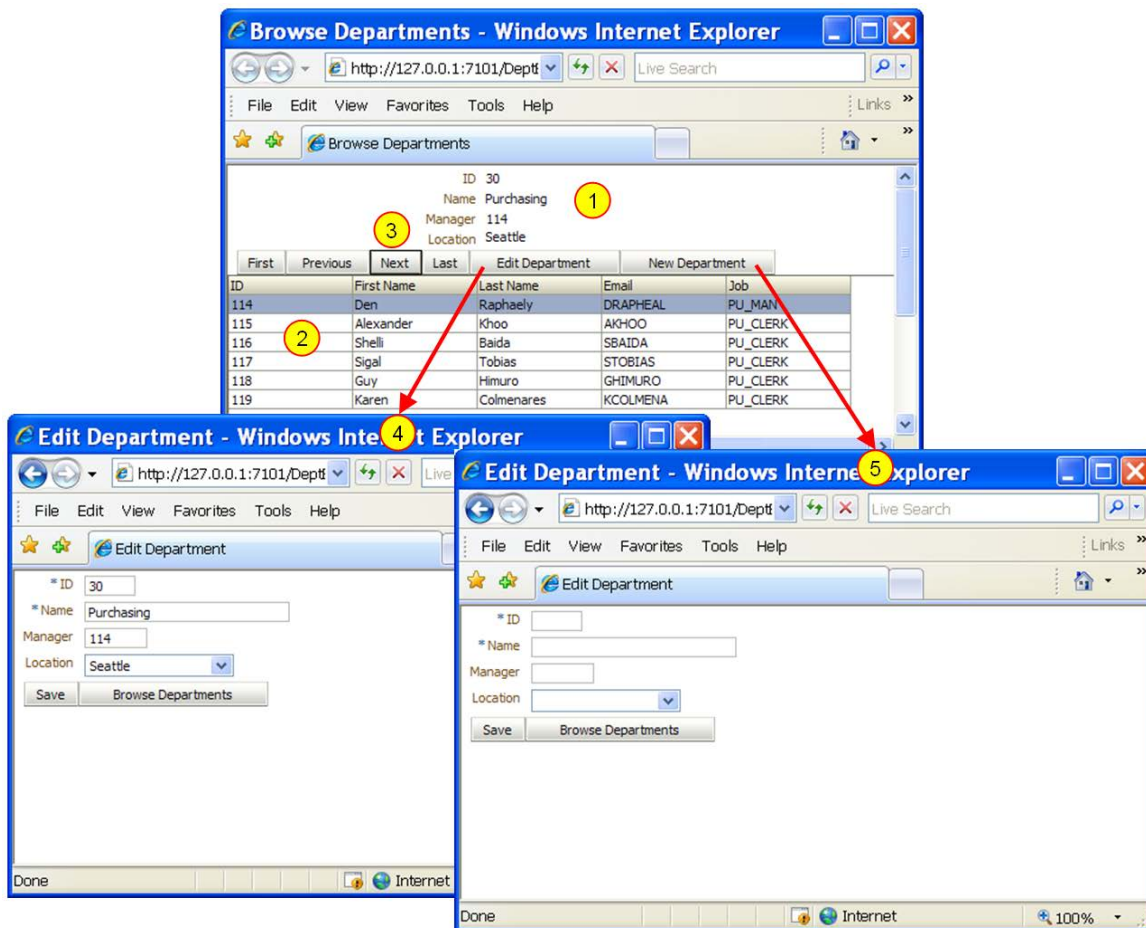 Browse Departments - Windows Internet Explorer
http://127.0.0.1:7101/Dept
Live Search
File Edit View Favorites Tools Help
Links »
Browse Departments
»
ID 30
Name Purchasing
1
Manager 114
3
Location Seattle
First Previous Next Last Edit Department New Department
ID First Name Last Name Email Job
114 Den Raphaely DRAPHEAL PU_MAN
115 Alexander Khoo AKHOO PU_CLERK
2
116 Shelli Baida SBAIDA PU_CLERK
117 Sigal Tobias STOBIAS PU_CLERK
118 Guy Himuro GHIMURO PU_CLERK
119 Karen Colmenares KCOLMENA PU_CLERK
4
Edit Department - Windows Internet Explorer
http://127.0.0.1:7101/Dept
Live
File Edit View Favorites Tools Help
Edit Department
* ID 30
* Name Purchasing
Manager 114
Location Seattle
Save Browse Departments
Done
Internet
5
Edit Department - Windows Internet Explorer
http://127.0.0.1:7101/Dept
Live Search
File Edit View Favorites Tools Help
Links »
Edit Department
»
* ID
* Name
Manager
Location
Save Browse Departments
Done
Internet
100%